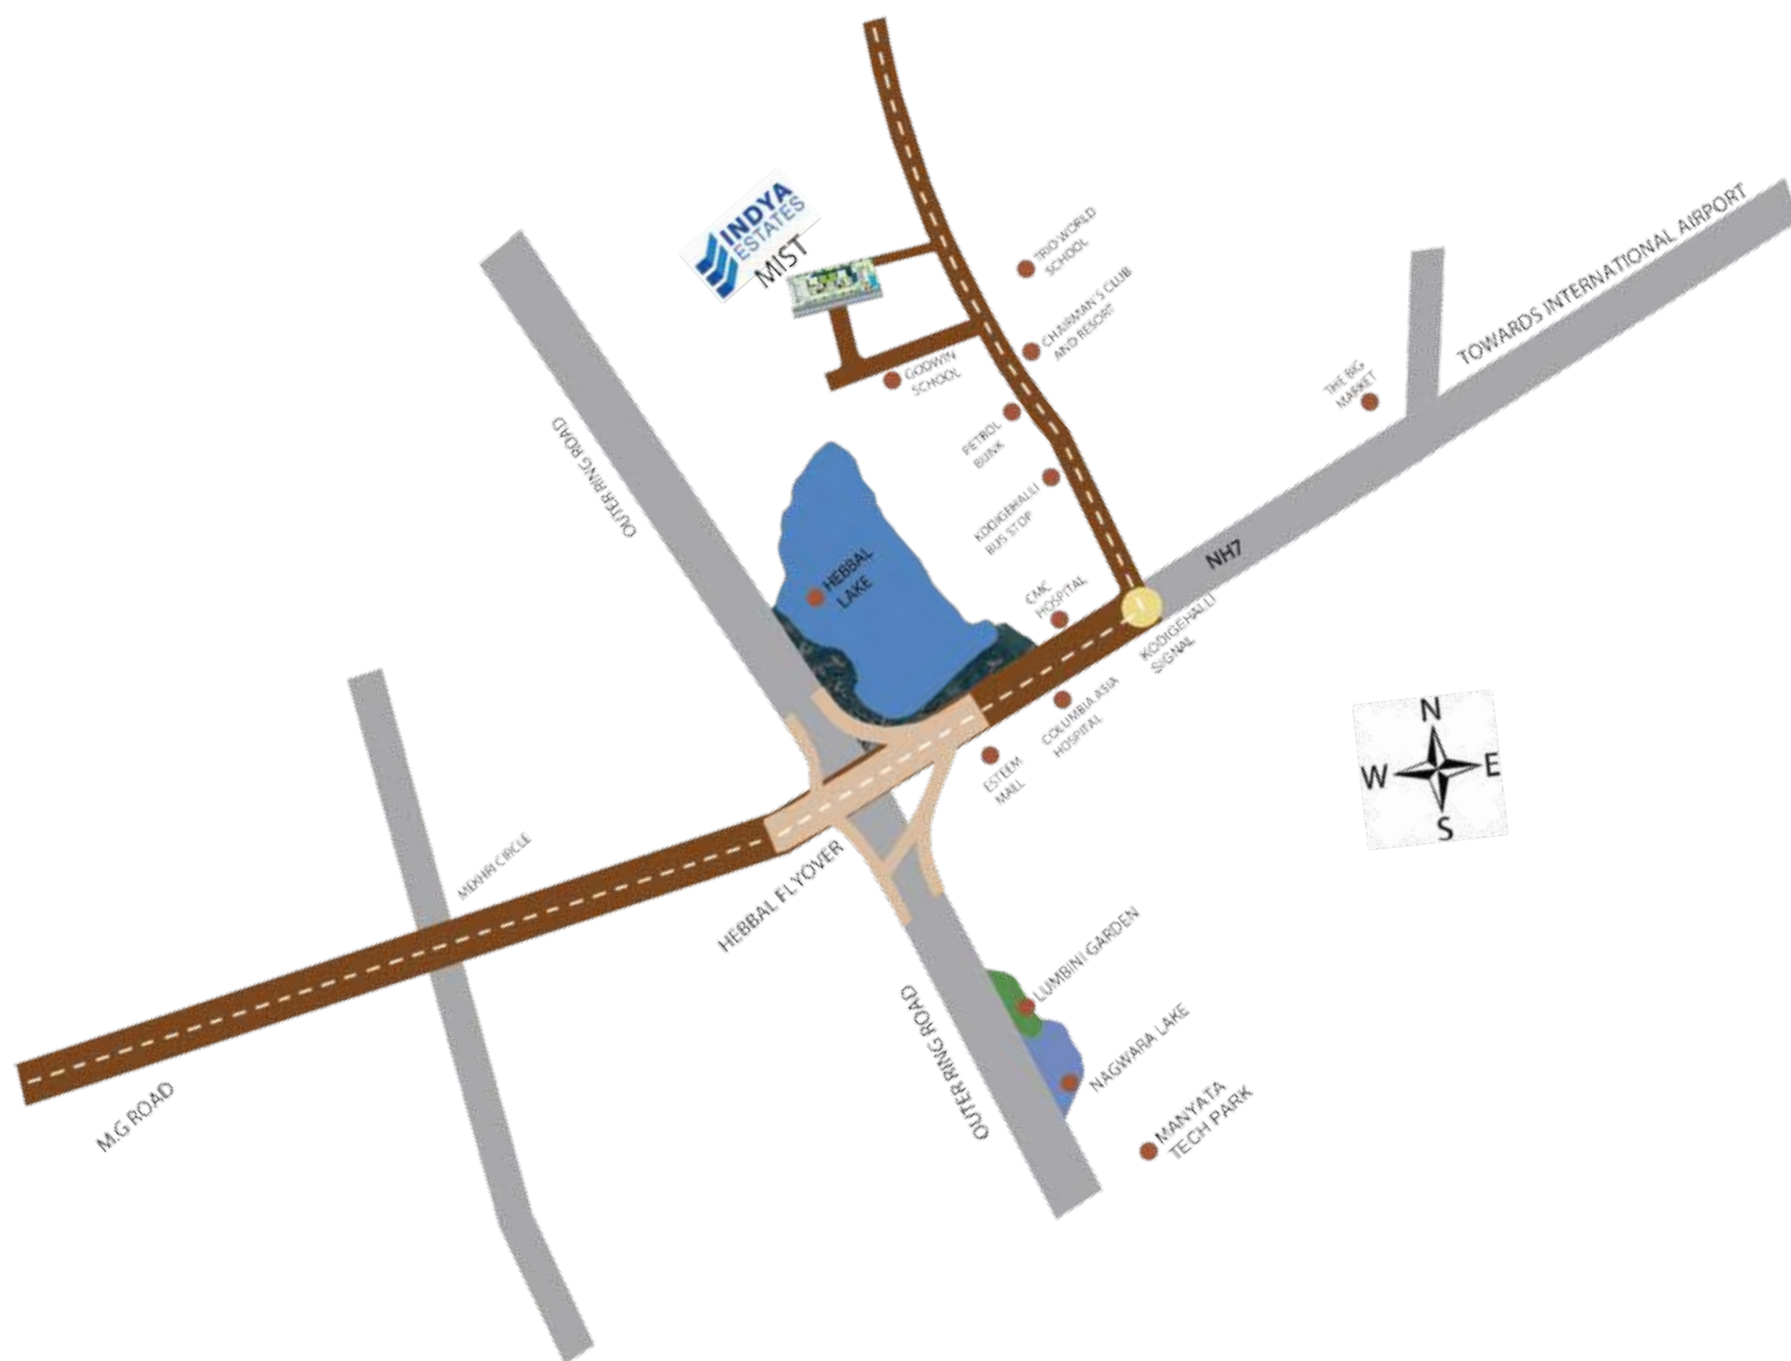 INDYA
ESTATES
MIST
TRIO WORLD
SCHOOL
CHAIRMAN'S CLUB
AND RESORT
GODWIN
SCHOOL
PETROL
BUNK
KODIGEHALLI
BUS STOP
THE BIG
MARKET
TOWARDS INTERNATIONAL AIRPORT
NH7
OUTER RING ROAD
HEBBAL
LAKE
CMC
HOSPITAL
KODIGEHALLI
SIGNAL
COLUMBIA ASIA
HOSPITAL
ESTEEM
MALL
N
W
E
S
MEKHRI CIRCLE
HEBBAL FLYOVER
LUMBINI GARDEN
OUTER RING ROAD
NAGWARA LAKE
M.G ROAD
MANYATA
TECH PARK